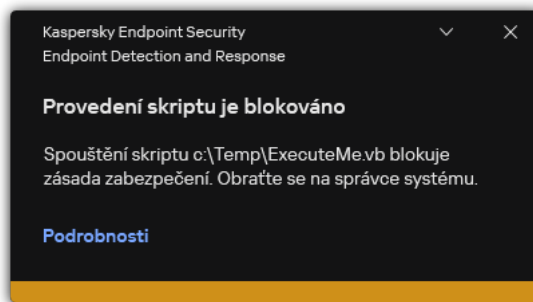 Kaspersky Endpoint Security
Endpoint Detection and Response
Provedení skriptu je blokováno
Spouštění skriptu c:\Temp\ExecuteMe.vb blokuje
zásada zabezpečení. Obraťte se na správce systému.
Podrobnosti